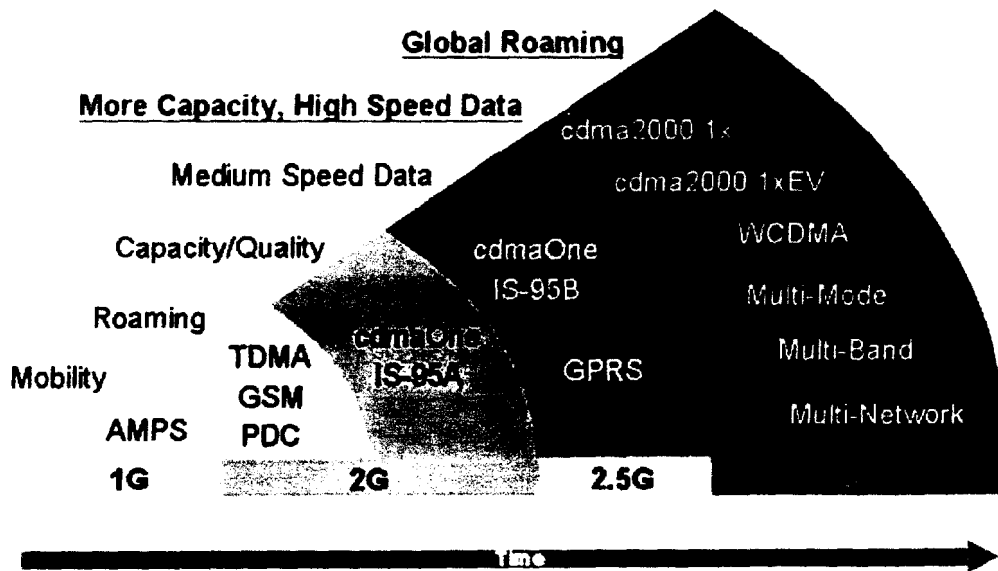 Global Roaming
More Capacity, High Speed Data
cdma2000 1x
Medium Speed Data
cdma2000 1xEV
Capacity/Quality
cdmaOne
IS-95B
WCDMA
Multi-Mode
Roaming
TDMA
GSM
PDC
cdmaOne
IS-95A
Mobility
AMPS
GPRS
Multi-Band
Multi-Network
1G
2G
2.5G
Time